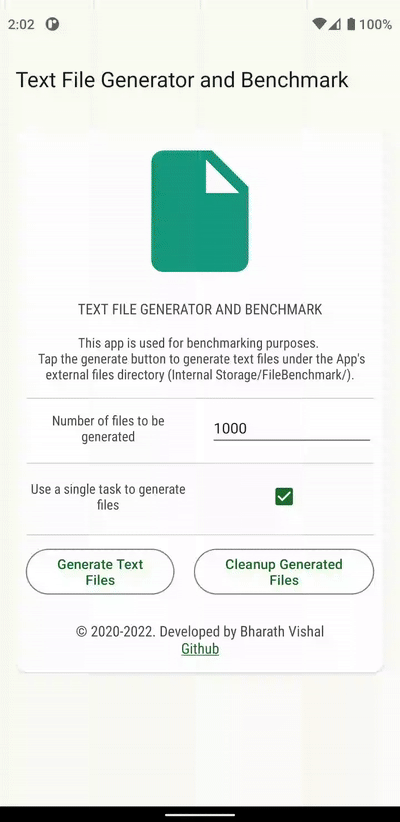 2:02
100%
Text File Generator and Benchmark
TEXT FILE GENERATOR AND BENCHMARK
This app is used for benchmarking purposes.
Tap the generate button to generate text files under the App's
external files directory (Internal Storage/FileBenchmark/).
Number of files to be
generated
1000
Use a single task to generate
files
Generate Text
Files
Cleanup Generated
Files
© 2020-2022. Developed by Bharath Vishal
Github